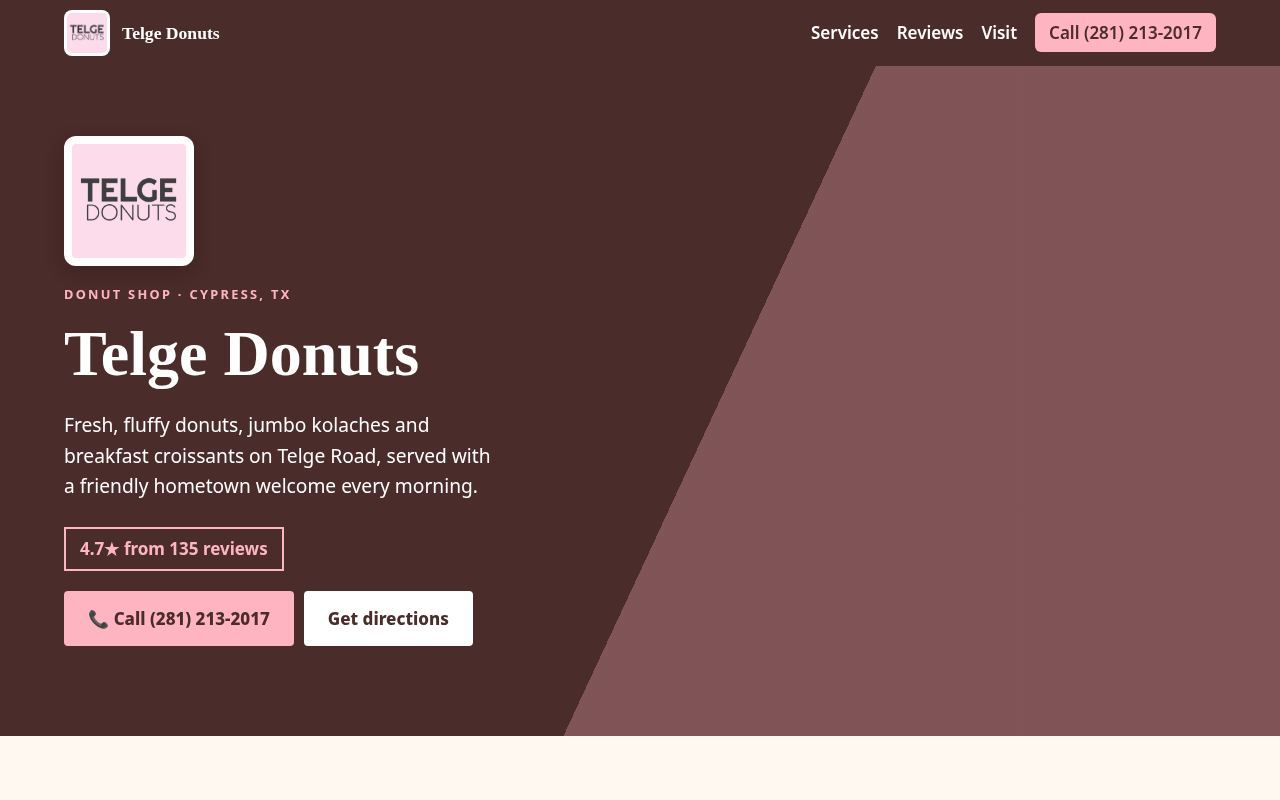 TELGE
DONUTS
Telge Donuts
Services
Reviews
Visit
Call (281) 213-2017
TELGE
DONUTS
DONUT SHOP · CYPRESS, TX
Telge Donuts
Fresh, fluffy donuts, jumbo kolaches and
breakfast croissants on Telge Road, served with
a friendly hometown welcome every morning.
4.7★ from 135 reviews
📞 Call (281) 213-2017
Get directions